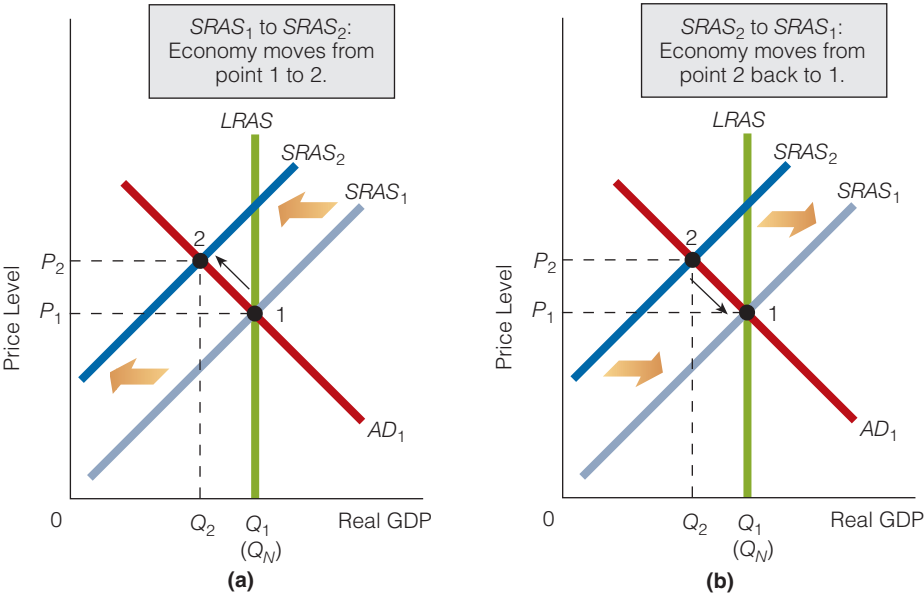 SRAS1 to SRAS2:
Economy moves from
point 1 to 2.
LRAS
SRAS2
SRAS1
2
P2
P1
1
Price Level
AD1
0
Q2
Q1
(QN)
Real GDP
(a)
SRAS2 to SRAS1:
Economy moves from
point 2 back to 1.
LRAS
SRAS2
SRAS1
2
P2
P1
1
Price Level
AD1
0
Q2
Q1
(QN)
Real GDP
(b)